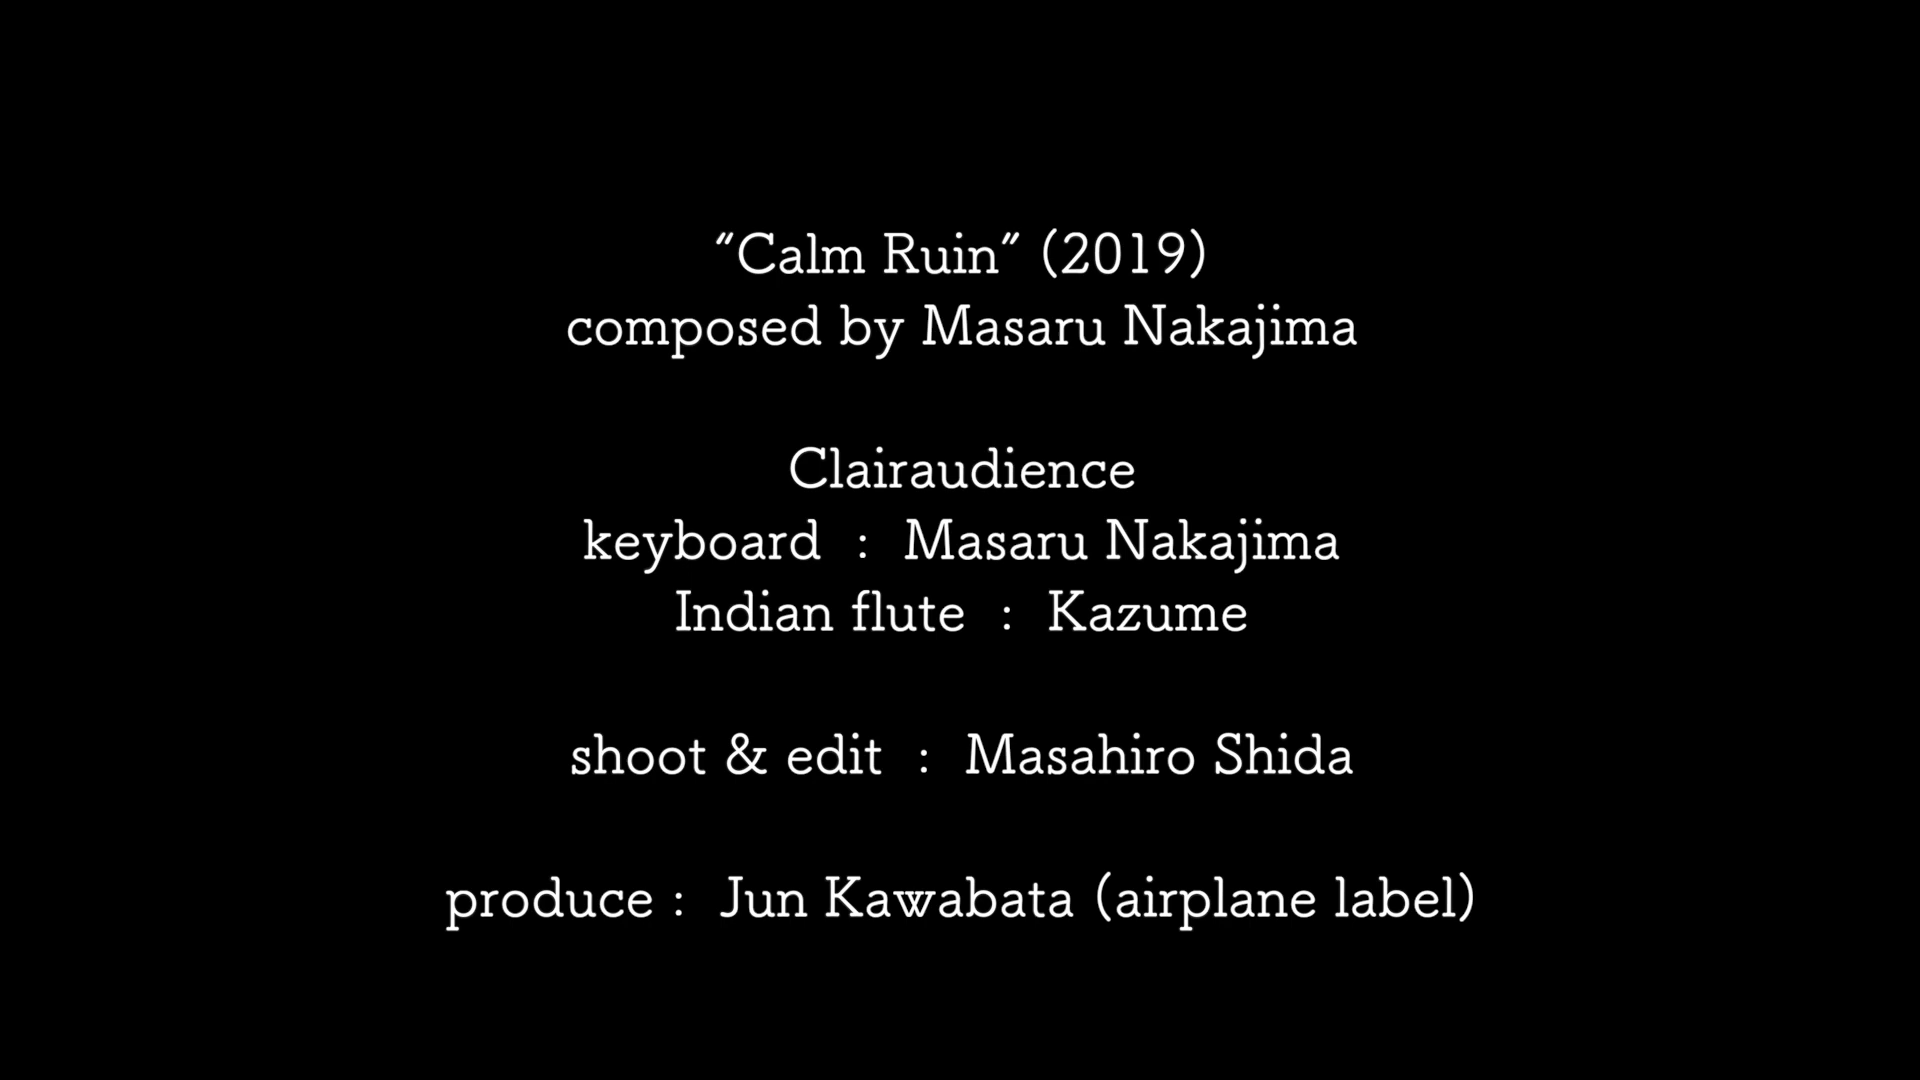 “Calm Ruin” (2019)
composed by Masaru Nakajima
Clairaudience
keyboard : Masaru Nakajima
Indian flute : Kazume
shoot & edit : Masahiro Shida
produce : Jun Kawabata (airplane label)